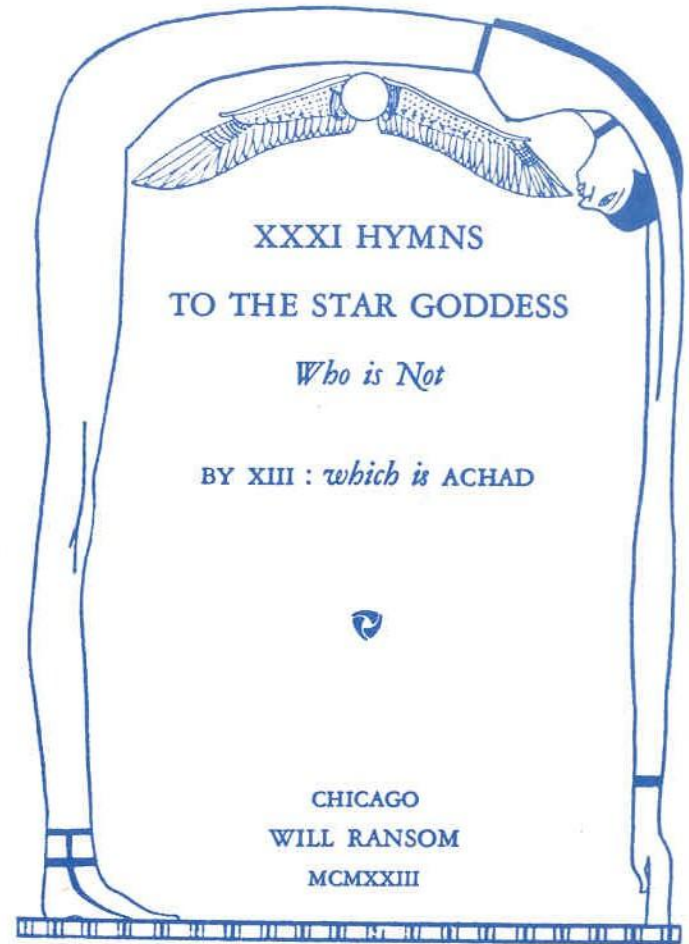 XXXI HYMNS
TO THE STAR GODDESS
Who is Not
BY XIII : which is ACHAD
CHICAGO
WILL RANSOM
MCMXXIII